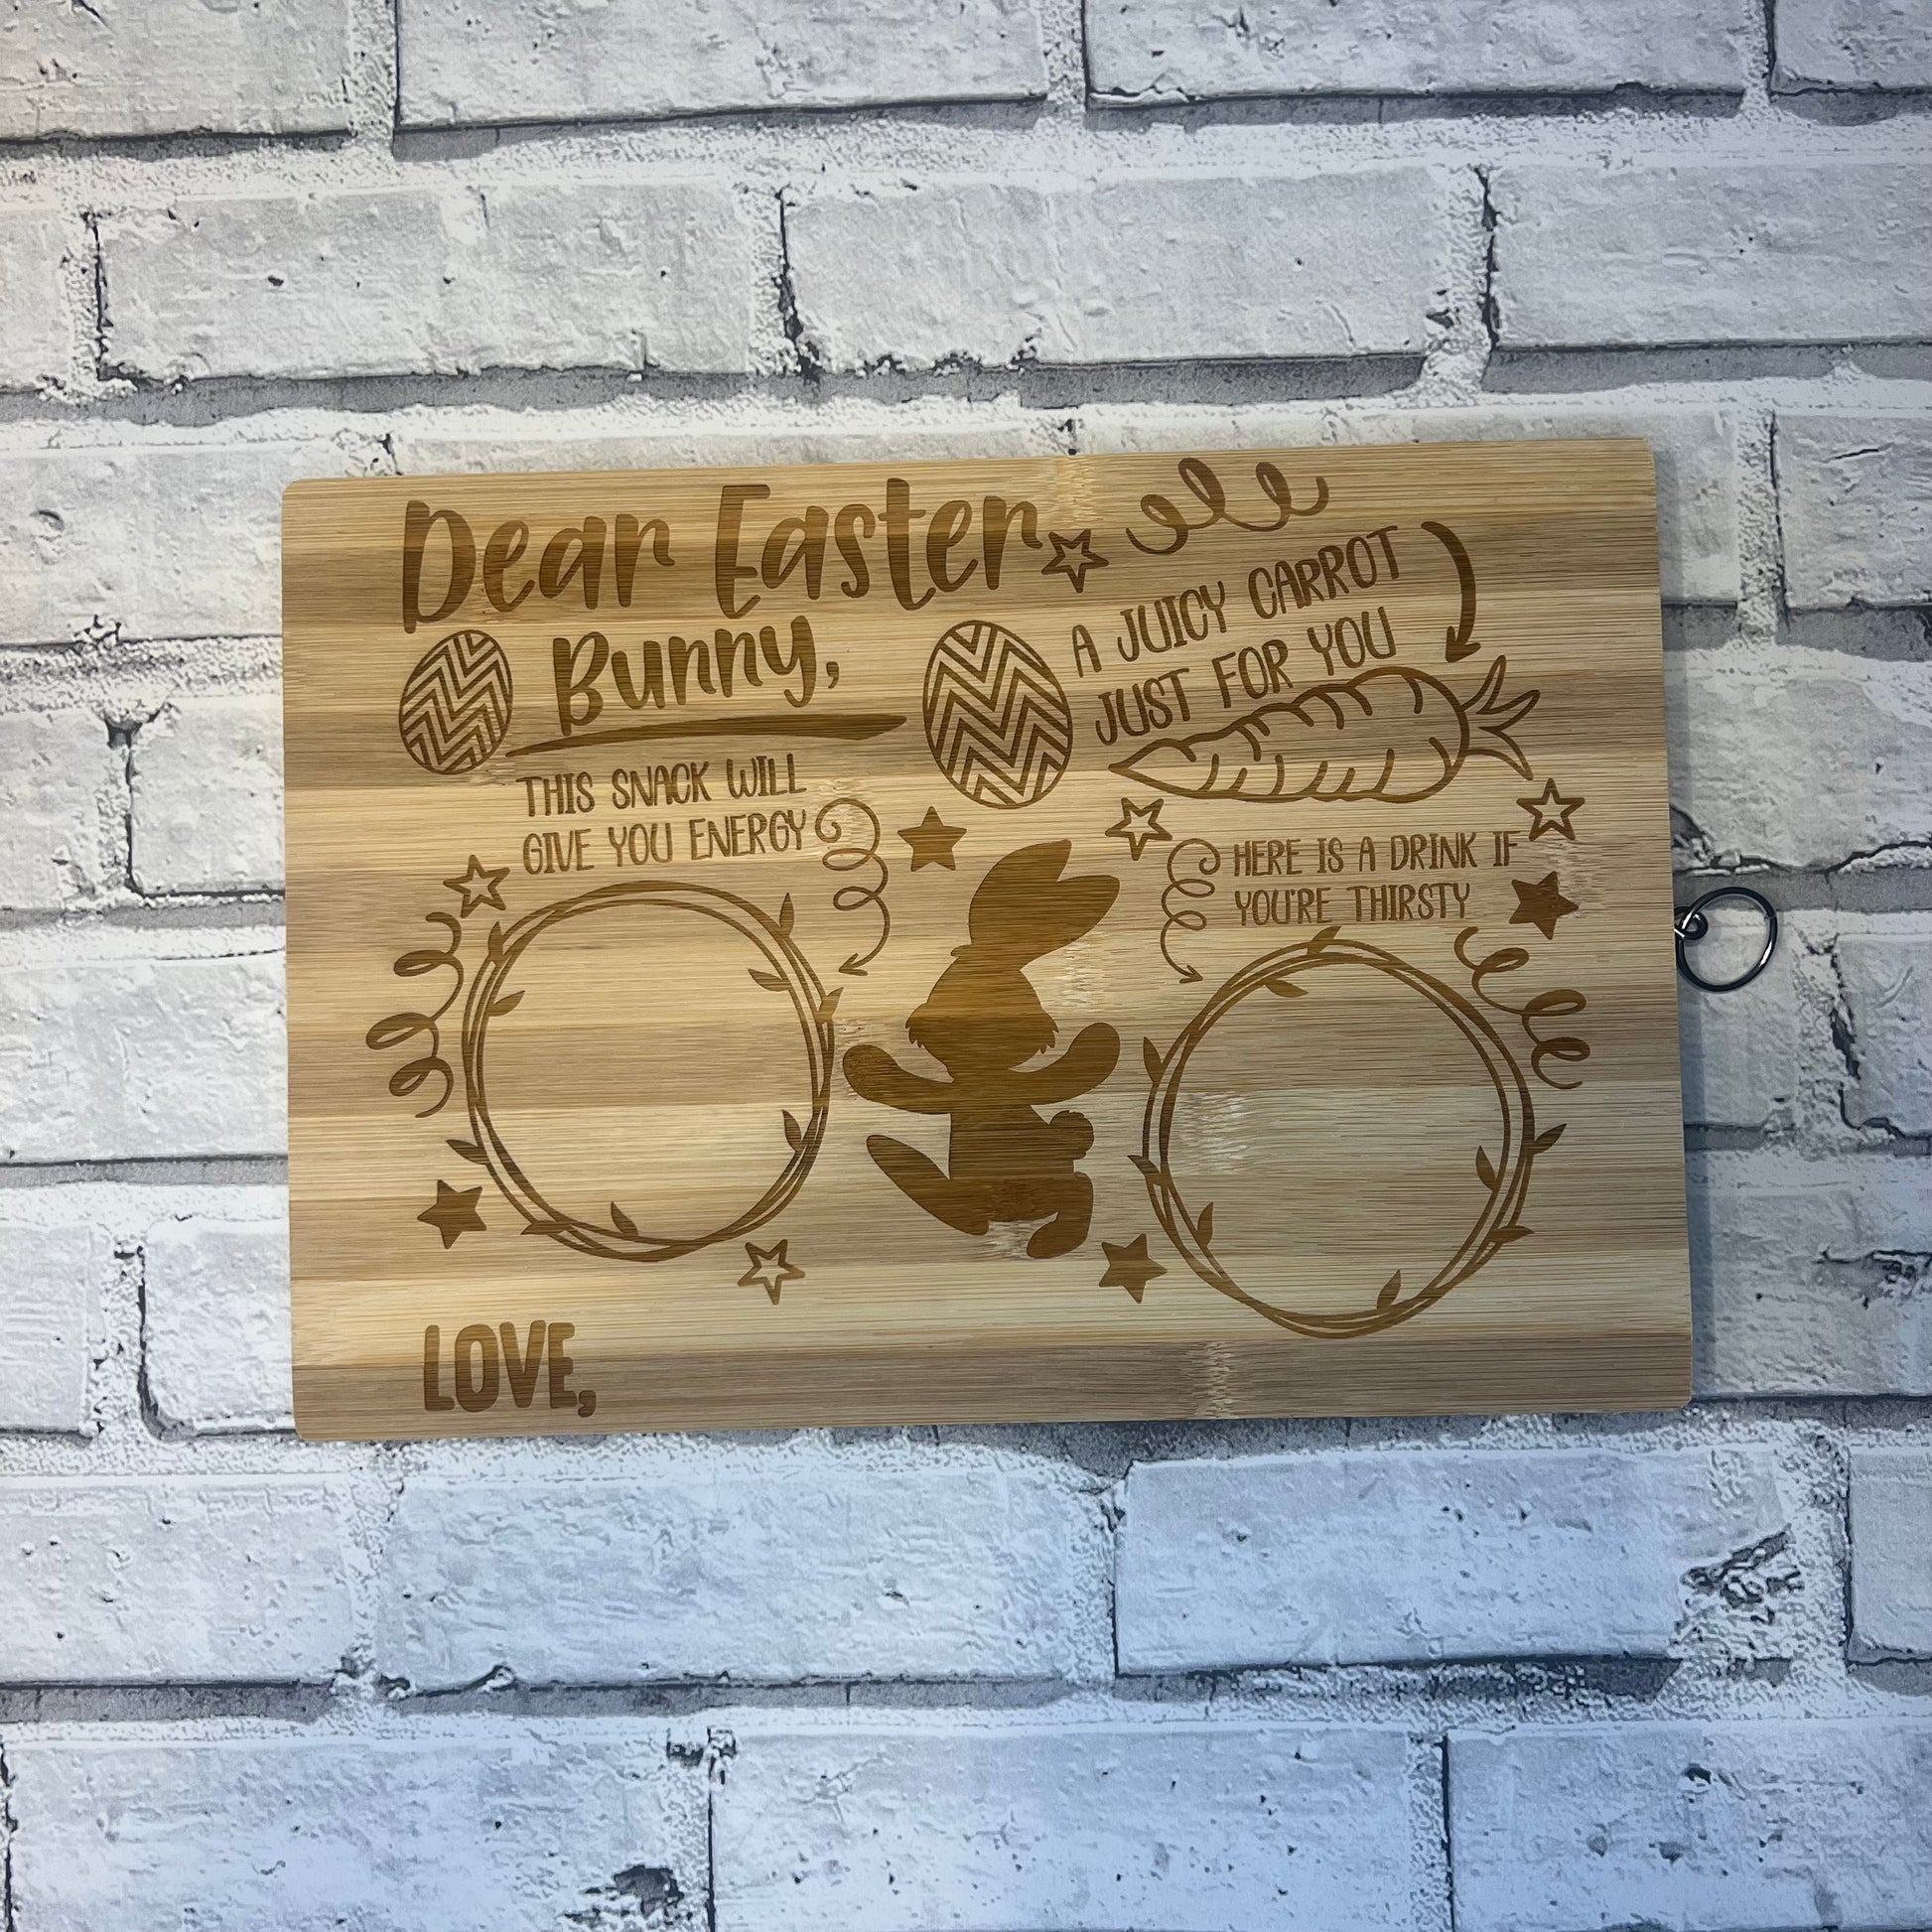 Dear Easter
Bunny,
A JUICY CARROT
JUST FOR YOU
THIS SNACK WILL
GIVE YOU ENERGY
HERE IS A DRINK IF
YOU'RE THIRSTY
LOVE,